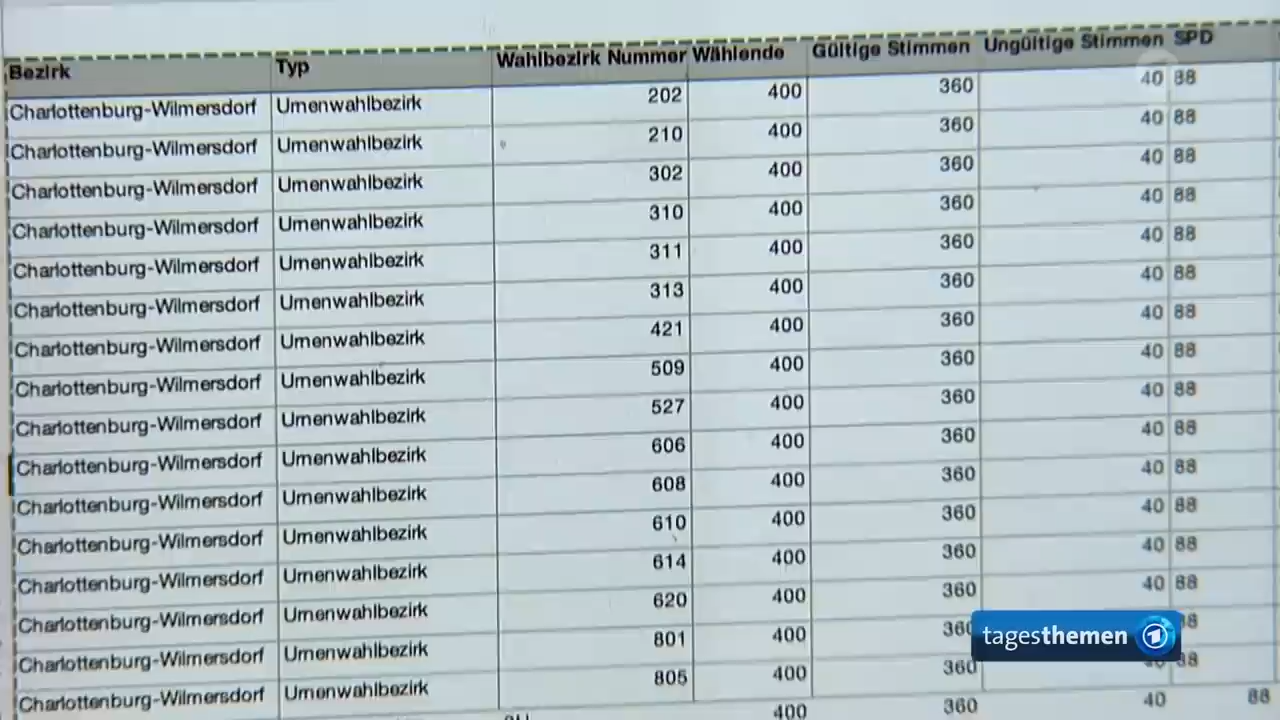 Bezirk Typ Wahlbezirk Nummer Wählende Gültige Stimmen Ungültige Stimmen SPD
Charlottenburg-Wilmersdorf Urnenwahlbezirk 202 400 360 40 88
Charlottenburg-Wilmersdorf Urnenwahlbezirk 210 400 360 40 88
Charlottenburg-Wilmersdorf Urnenwahlbezirk 302 400 360 40 88
Charlottenburg-Wilmersdorf Urnenwahlbezirk 310 400 360 40 88
Charlottenburg-Wilmersdorf Urnenwahlbezirk 311 400 360 40 88
Charlottenburg-Wilmersdorf Urnenwahlbezirk 313 400 360 40 88
Charlottenburg-Wilmersdorf Urnenwahlbezirk 421 400 360 40 88
Charlottenburg-Wilmersdorf Urnenwahlbezirk 509 400 360 40 88
Charlottenburg-Wilmersdorf Urnenwahlbezirk 527 400 360 40 88
Charlottenburg-Wilmersdorf Urnenwahlbezirk 606 400 360 40 88
Charlottenburg-Wilmersdorf Urnenwahlbezirk 608 400 360 40 88
Charlottenburg-Wilmersdorf Urnenwahlbezirk 610 400 360 40 88
Charlottenburg-Wilmersdorf Urnenwahlbezirk 614 400 360 40 88
Charlottenburg-Wilmersdorf Urnenwahlbezirk 620 400 360 40 88
Charlottenburg-Wilmersdorf Urnenwahlbezirk 801 400 360
Charlottenburg-Wilmersdorf Urnenwahlbezirk 805 400 360 40 88
400 360 40 88
tagesthemen 1